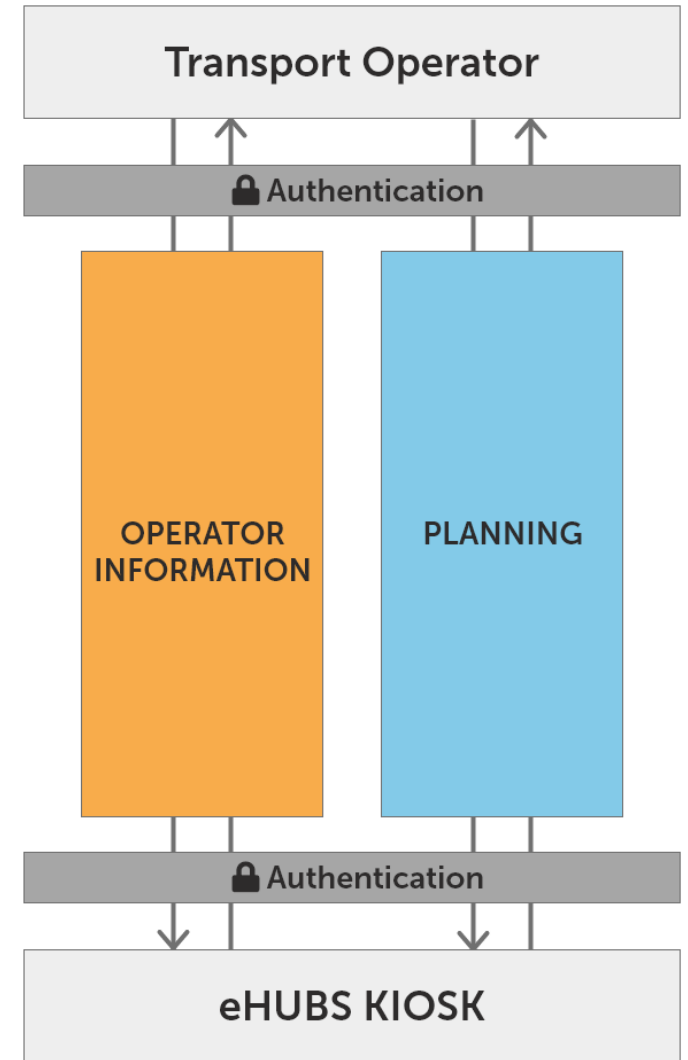 Transport Operator
Authentication
OPERATOR
INFORMATION
PLANNING
Authentication
eHUBS KIOSK